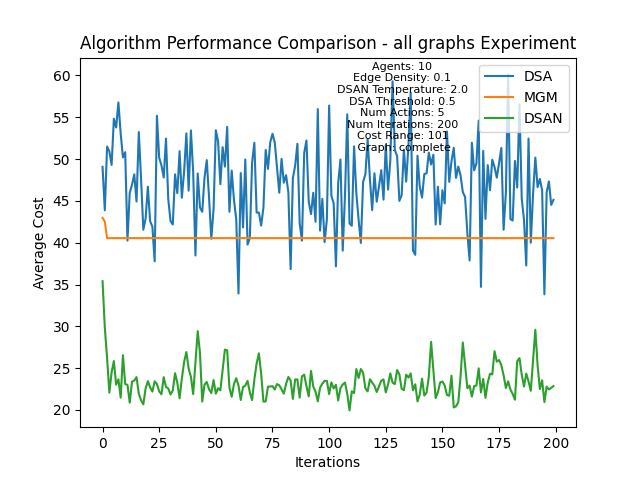 Algorithm Performance Comparison - all graphs Experiment
Agents: 10
Edge Density: 0.1
DSAN Temperature: 2.0
DSA Threshold: 0.5
Num Actions: 5
Num Iterations: 200
Cost Range: 101
Graph: complete
DSA
MGM
DSAN
Average Cost
60
55
50
45
40
35
30
25
20
0
25
50
75
100
125
150
175
200
Iterations